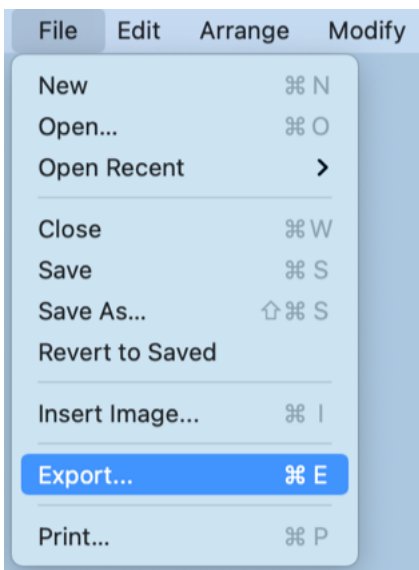 File Edit Arrange Modify
New ⌘ N
Open... ⌘ O
Open Recent >
Close ⌘ W
Save ⌘ S
Save As... ⇧⌘ S
Revert to Saved
Insert Image... ⌘ I
Export... ⌘ E
Print... ⌘ P